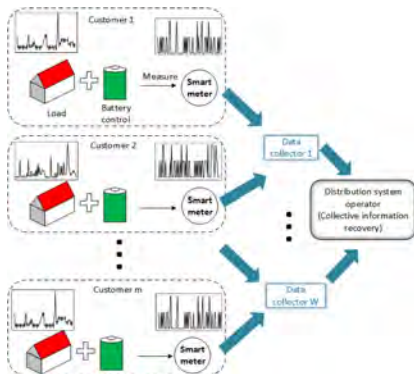 Customer 1
Measure
Smart
meter
Load
Battery
control
Customer 2
Smart
meter
Data
collector 1
Distribution system
operator
(Collective information
recovery)
Customer m
Smart
meter
Data
collector W